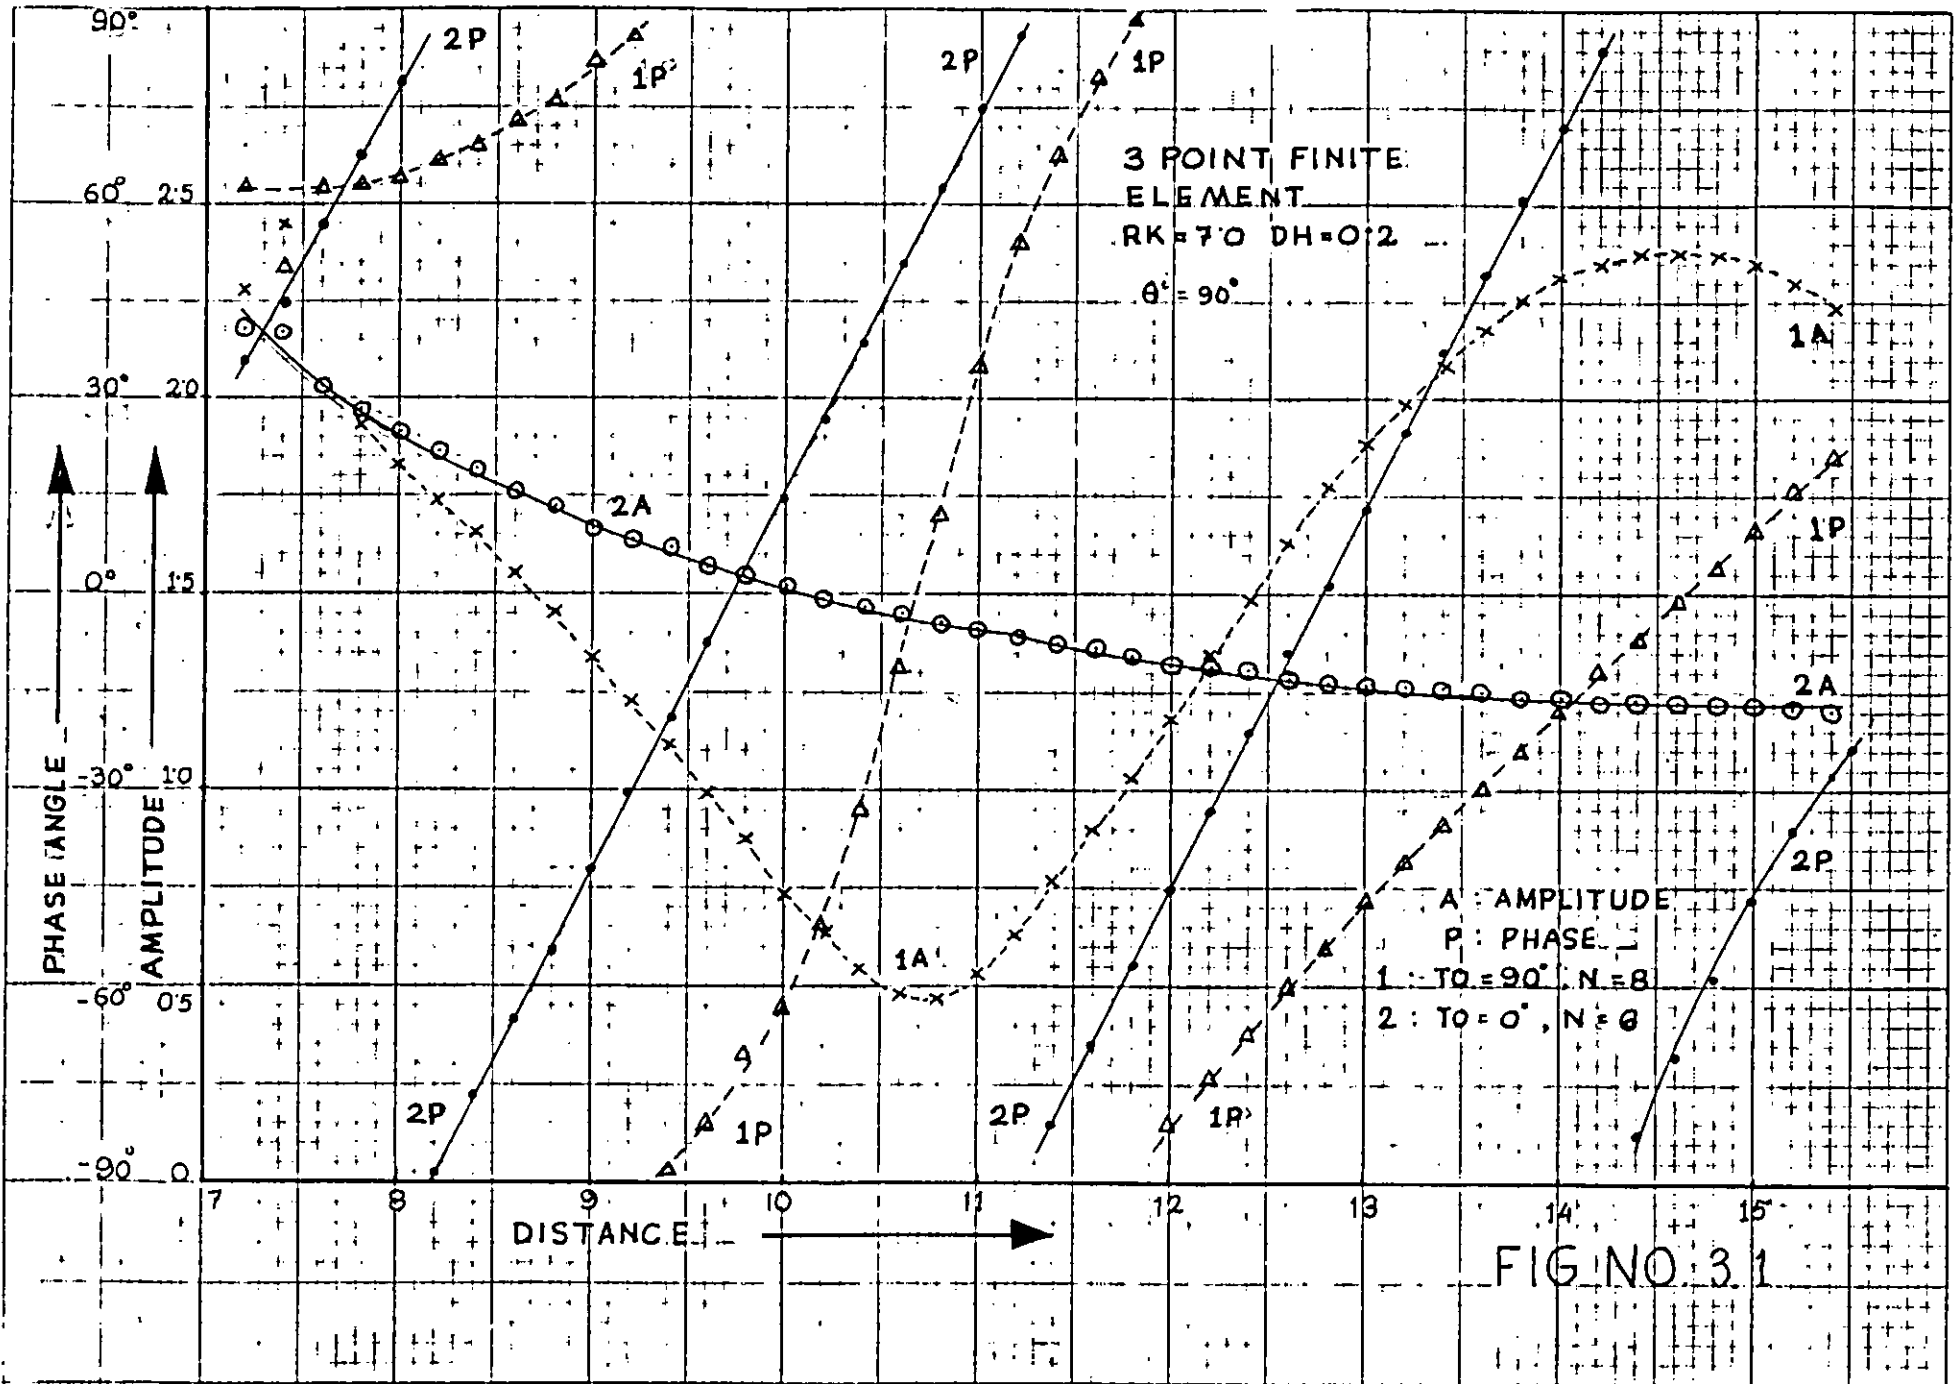 90°
60°
30°
0°
-30°
-60°
-90°
2.5
2.0
1.5
1.0
0.5
0
PHASE ANGLE
AMPLITUDE
2P
1P
2P
1P
3 POINT FINITE
ELEMENT
RK=7.0 DH=0.2
θ=90°
2A
1A
1P
2A
2P
1A
2P
1P
2P
1P
A : AMPLITUDE
P : PHASE
1 : TO=90°, N=8
2 : TO=0°, N=6
7
8
9
10
11
12
13
14
15
DISTANCE
FIG NO. 3.1